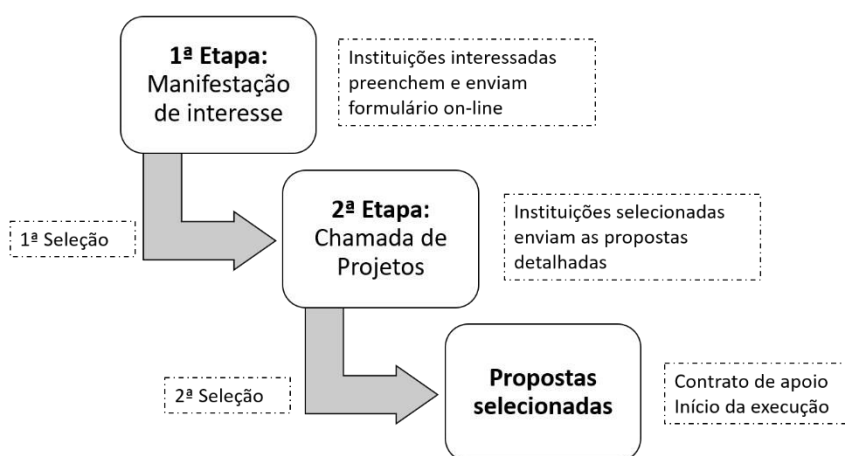 1ª Etapa:
Manifestação
de interesse
Instituições interessadas
preenchem e enviam
formulário on-line
1ª Seleção
2ª Etapa:
Chamada de
Projetos
Instituições selecionadas
enviam as propostas
detalhadas
2ª Seleção
Propostas
selecionadas
Contrato de apoio
Início da execução